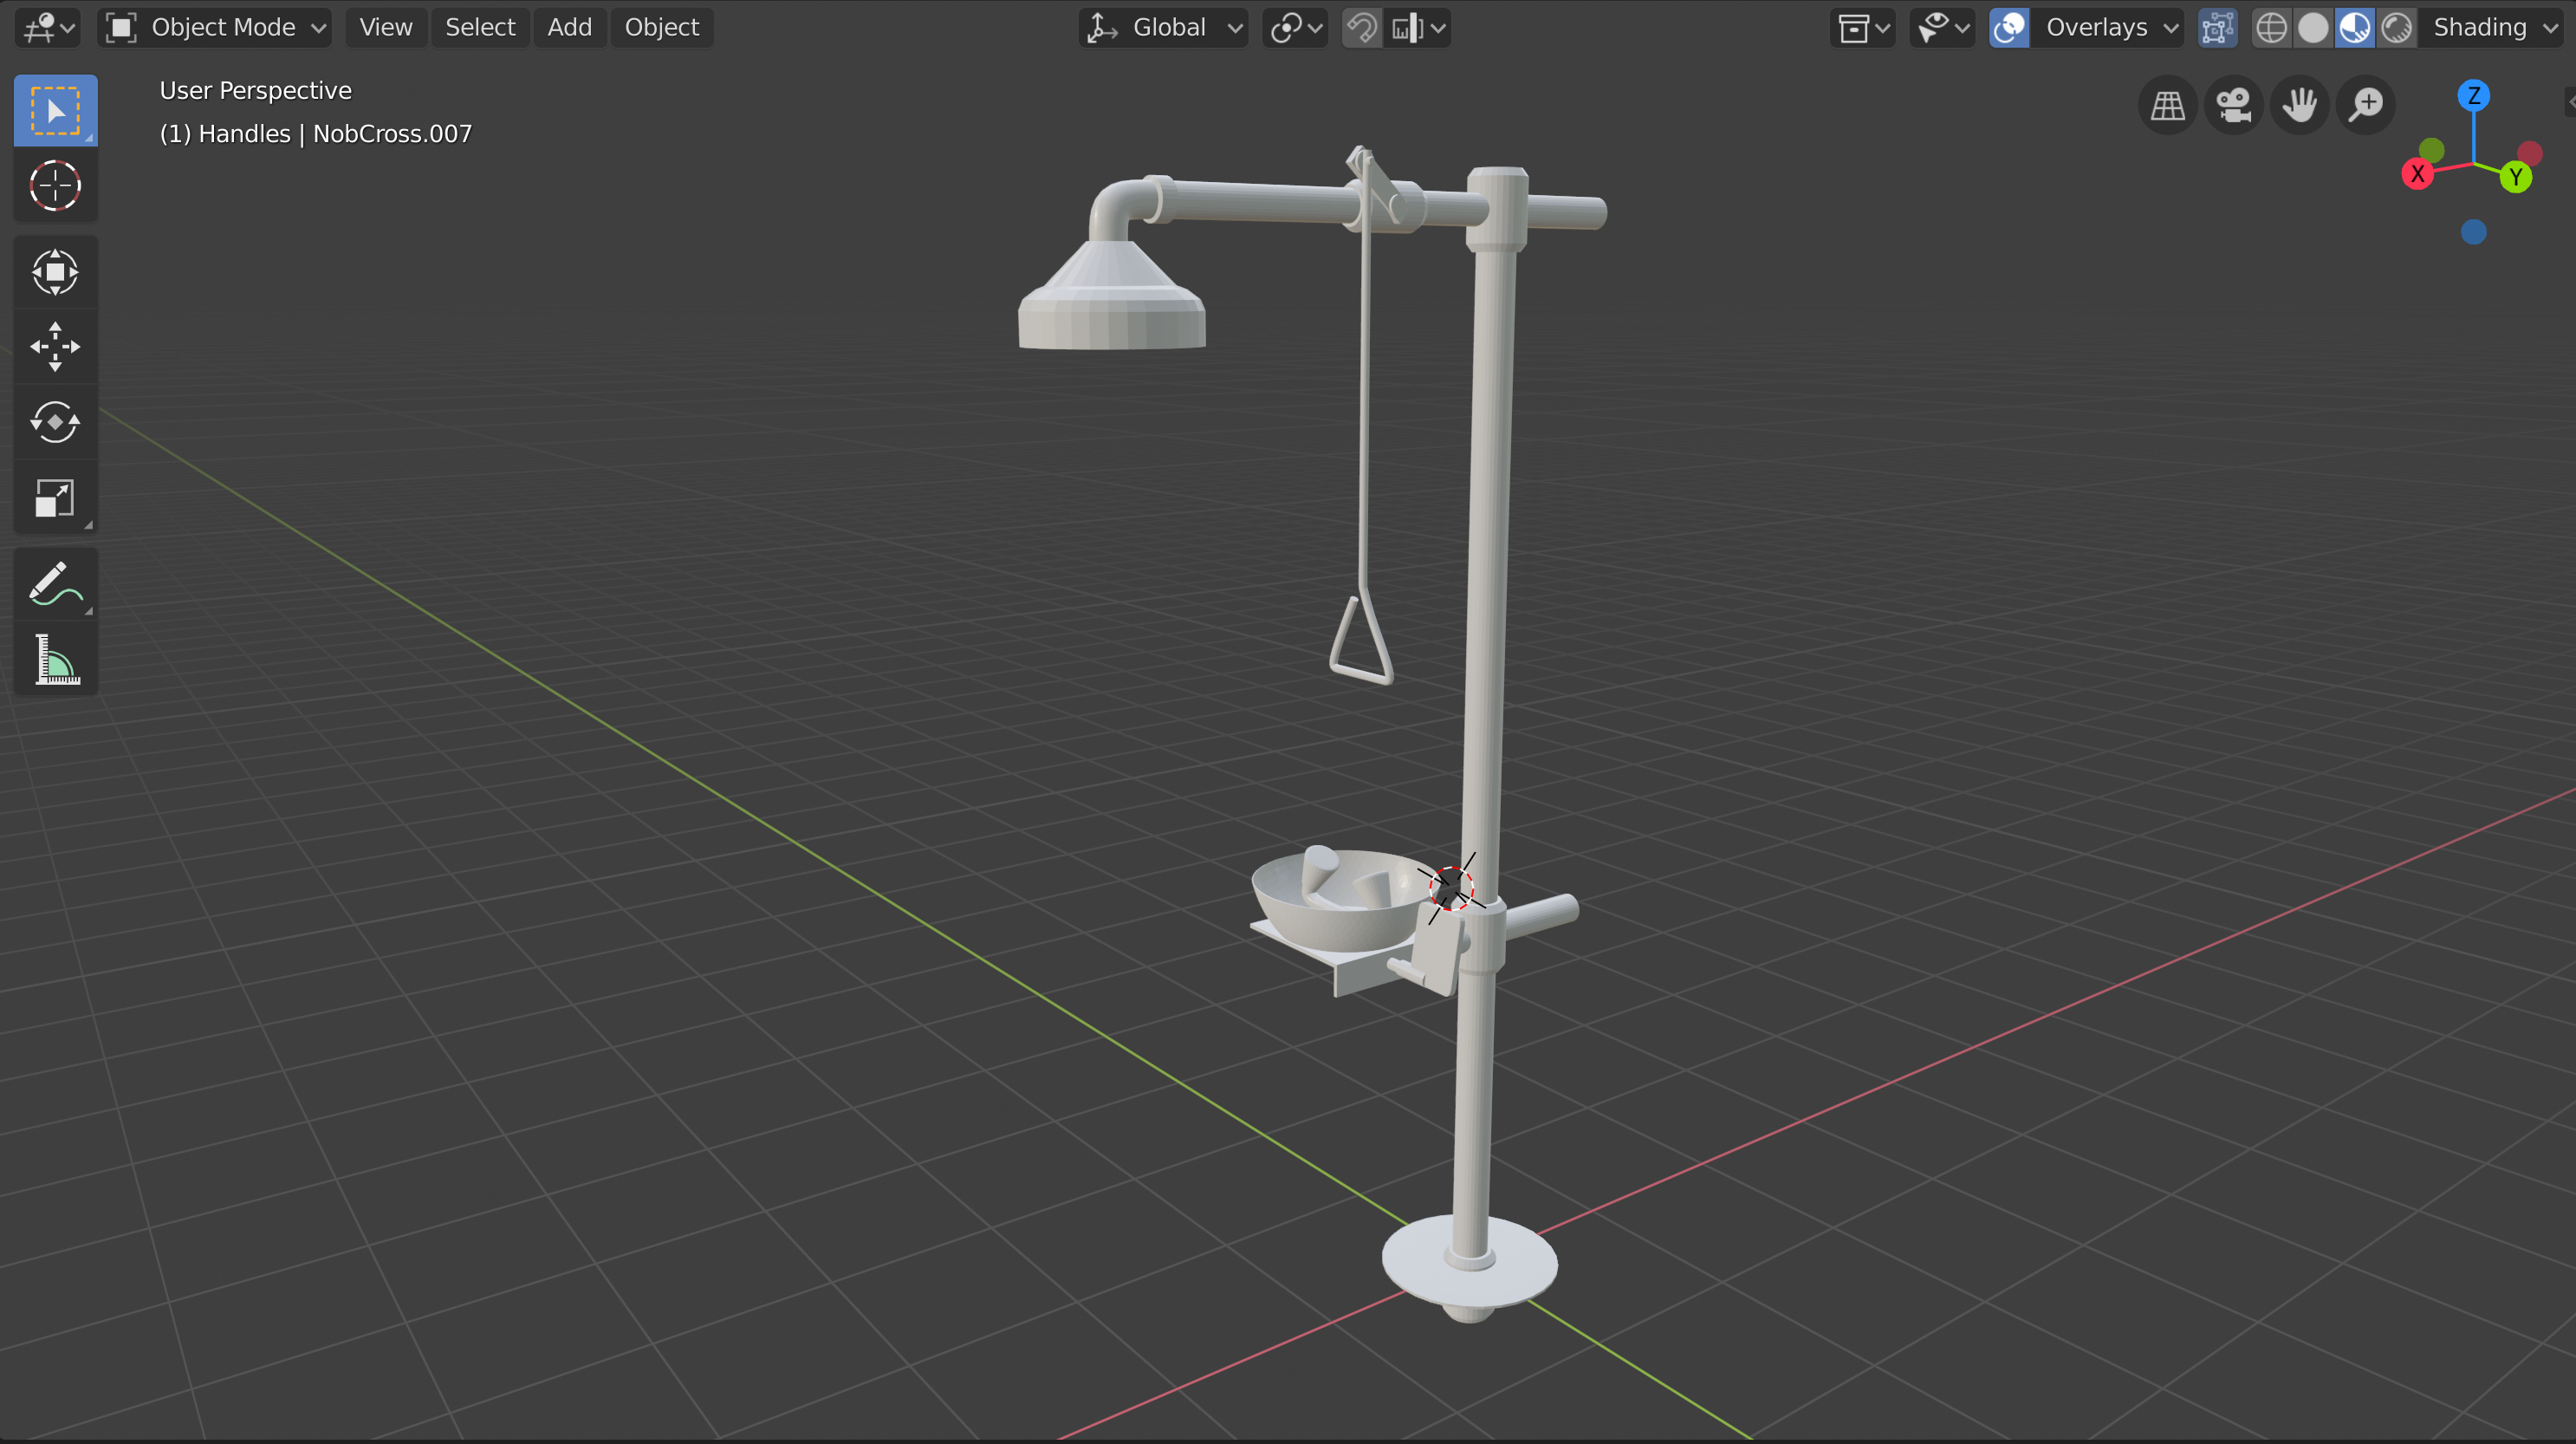 Object Mode View Select Add Object Global Overlays Shading
User Perspective
(1) Handles | NobCross.007
Z
X
Y